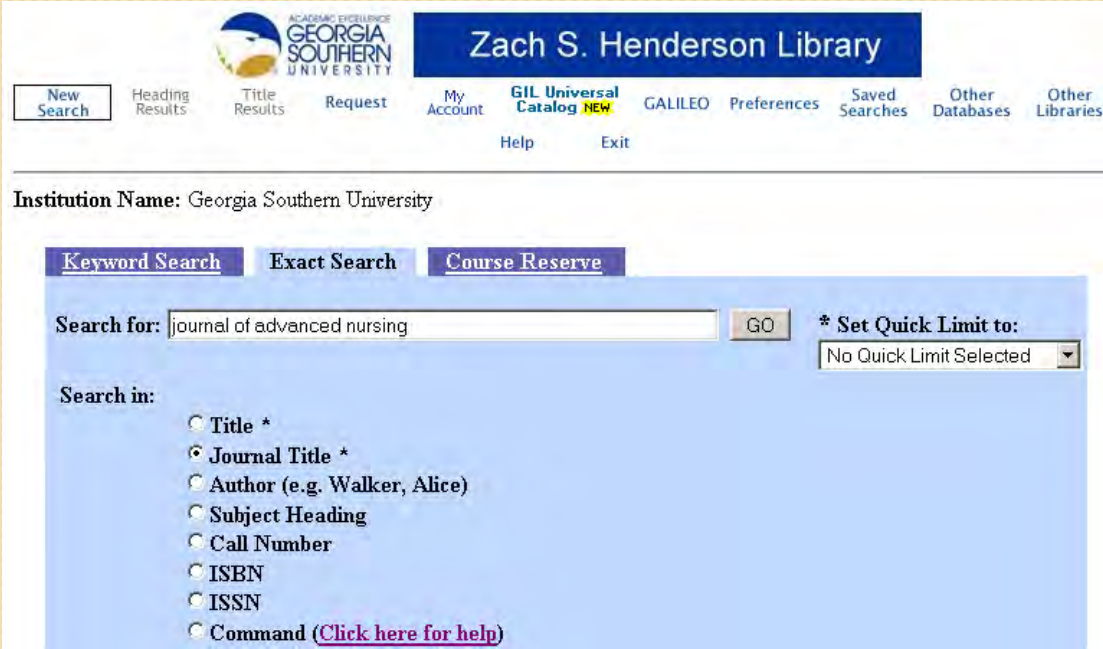 ACADEMIC EXCELLENCE
GEORGIA
SOUTHERN
UNIVERSITY
Zach S. Henderson Library
New Search
Heading Results
Title Results
Request
My Account
GIL Universal Catalog NEW
GALILEO
Preferences
Saved Searches
Other Databases
Other Libraries
Help
Exit
Institution Name: Georgia Southern University
Keyword Search
Exact Search
Course Reserve
Search for: journal of advanced nursing
GO
* Set Quick Limit to:
No Quick Limit Selected
Search in:
Title *
Journal Title *
Author (e.g. Walker, Alice)
Subject Heading
Call Number
ISBN
ISSN
Command (Click here for help)